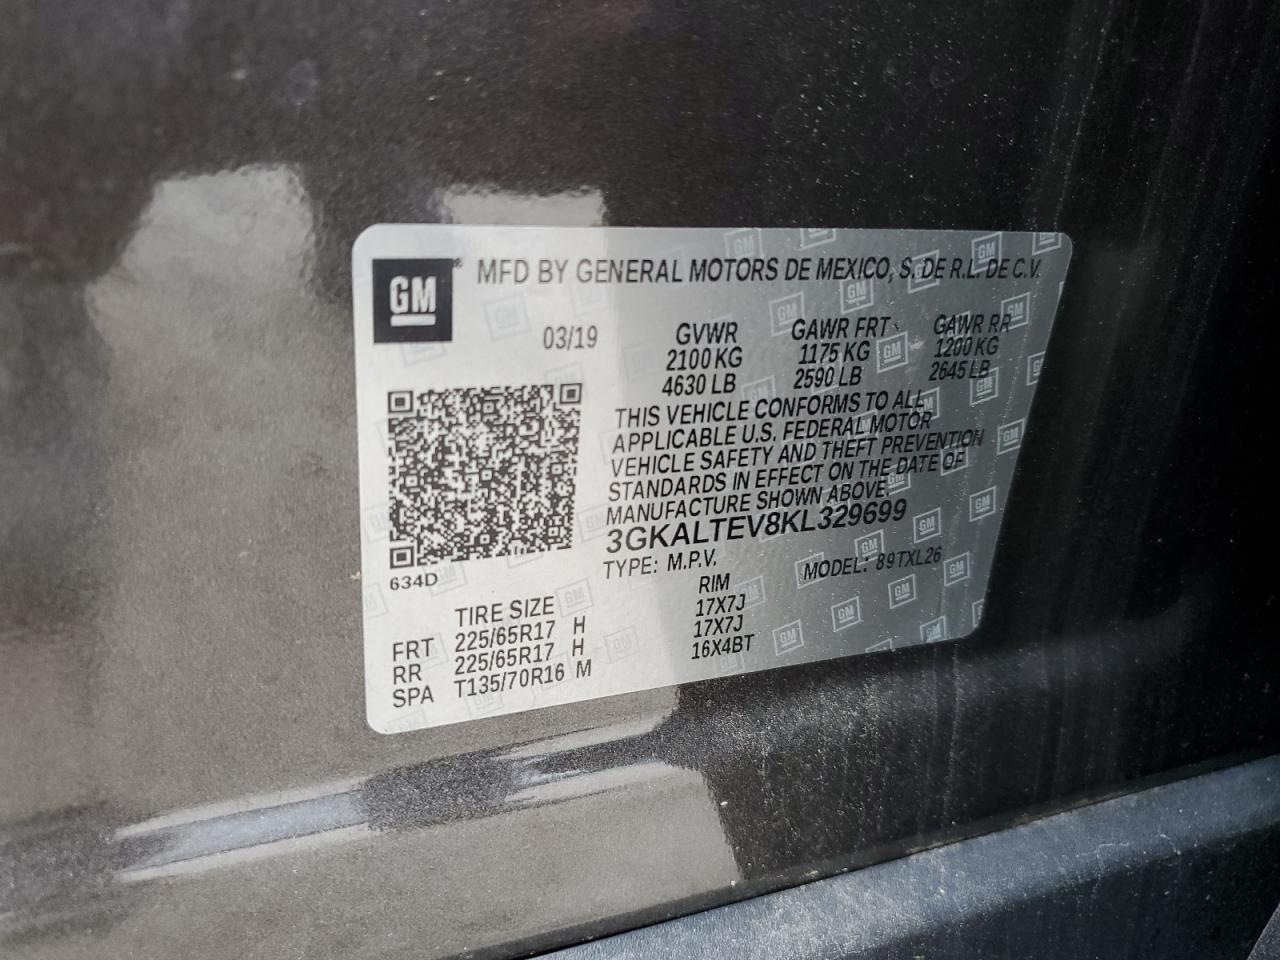 GM
MFD BY GENERAL MOTORS DE MEXICO, S. DE R.L. DE C.V.
03/19
GVWR GAWR FRT GAWR RR
2100 KG 1175 KG 1200 KG
4630 LB 2590 LB 2645 LB
THIS VEHICLE CONFORMS TO ALL
APPLICABLE U.S. FEDERAL MOTOR
VEHICLE SAFETY AND THEFT PREVENTION
STANDARDS IN EFFECT ON THE DATE OF
MANUFACTURE SHOWN ABOVE.
3GKALTEV8KL329699
TYPE: M.P.V. MODEL: 89TXL26
634D
TIRE SIZE RIM
FRT 225/65R17 H 17X7J
RR 225/65R17 H 17X7J
SPA T135/70R16 M 16X4BT